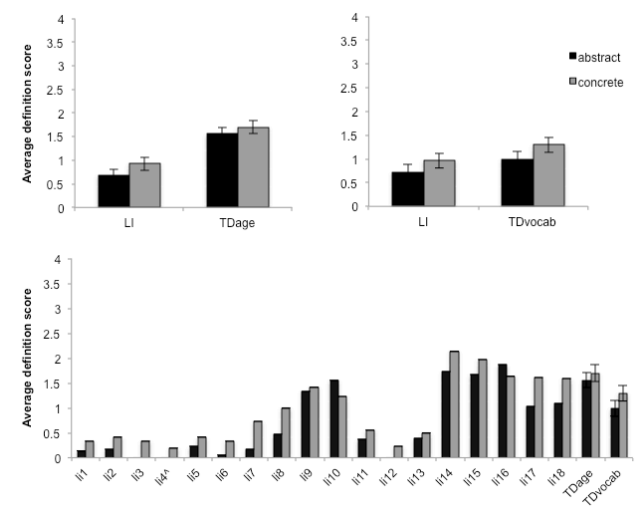 Average definition score
4
3.5
3
2.5
2
1.5
1
0.5
0
LI
TDage
4
3.5
3
2.5
2
1.5
1
0.5
0
LI
TDvocab
abstract
concrete
Average definition score
4
3.5
3
2.5
2
1.5
1
0.5
0
li1
li2
li3
li4^
li5
li6
li7
li8
li9
li10
li11
li12
li13
li14
li15
li16
li17
li18
TDage
TDvocab